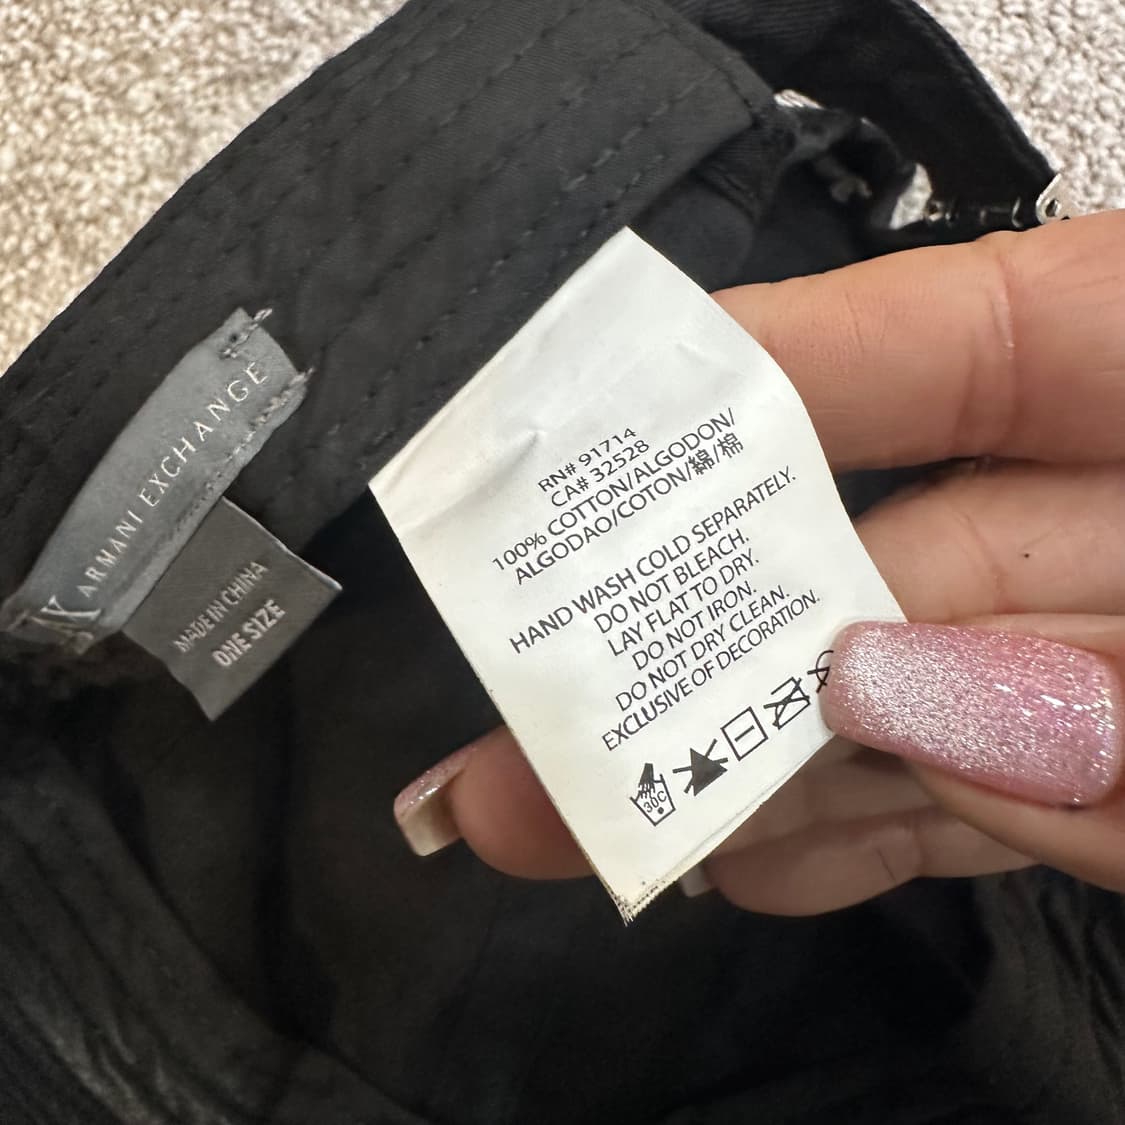 AX ARMANI EXCHANGE
MADE IN CHINA
ONE SIZE
RN# 91714
CA# 32528
100% COTTON/ALGODON/
ALGODAO/COTON/綿/棉
HAND WASH COLD SEPARATELY.
DO NOT BLEACH.
LAY FLAT TO DRY.
DO NOT IRON.
DO NOT DRY CLEAN.
EXCLUSIVE OF DECORATION.
30C